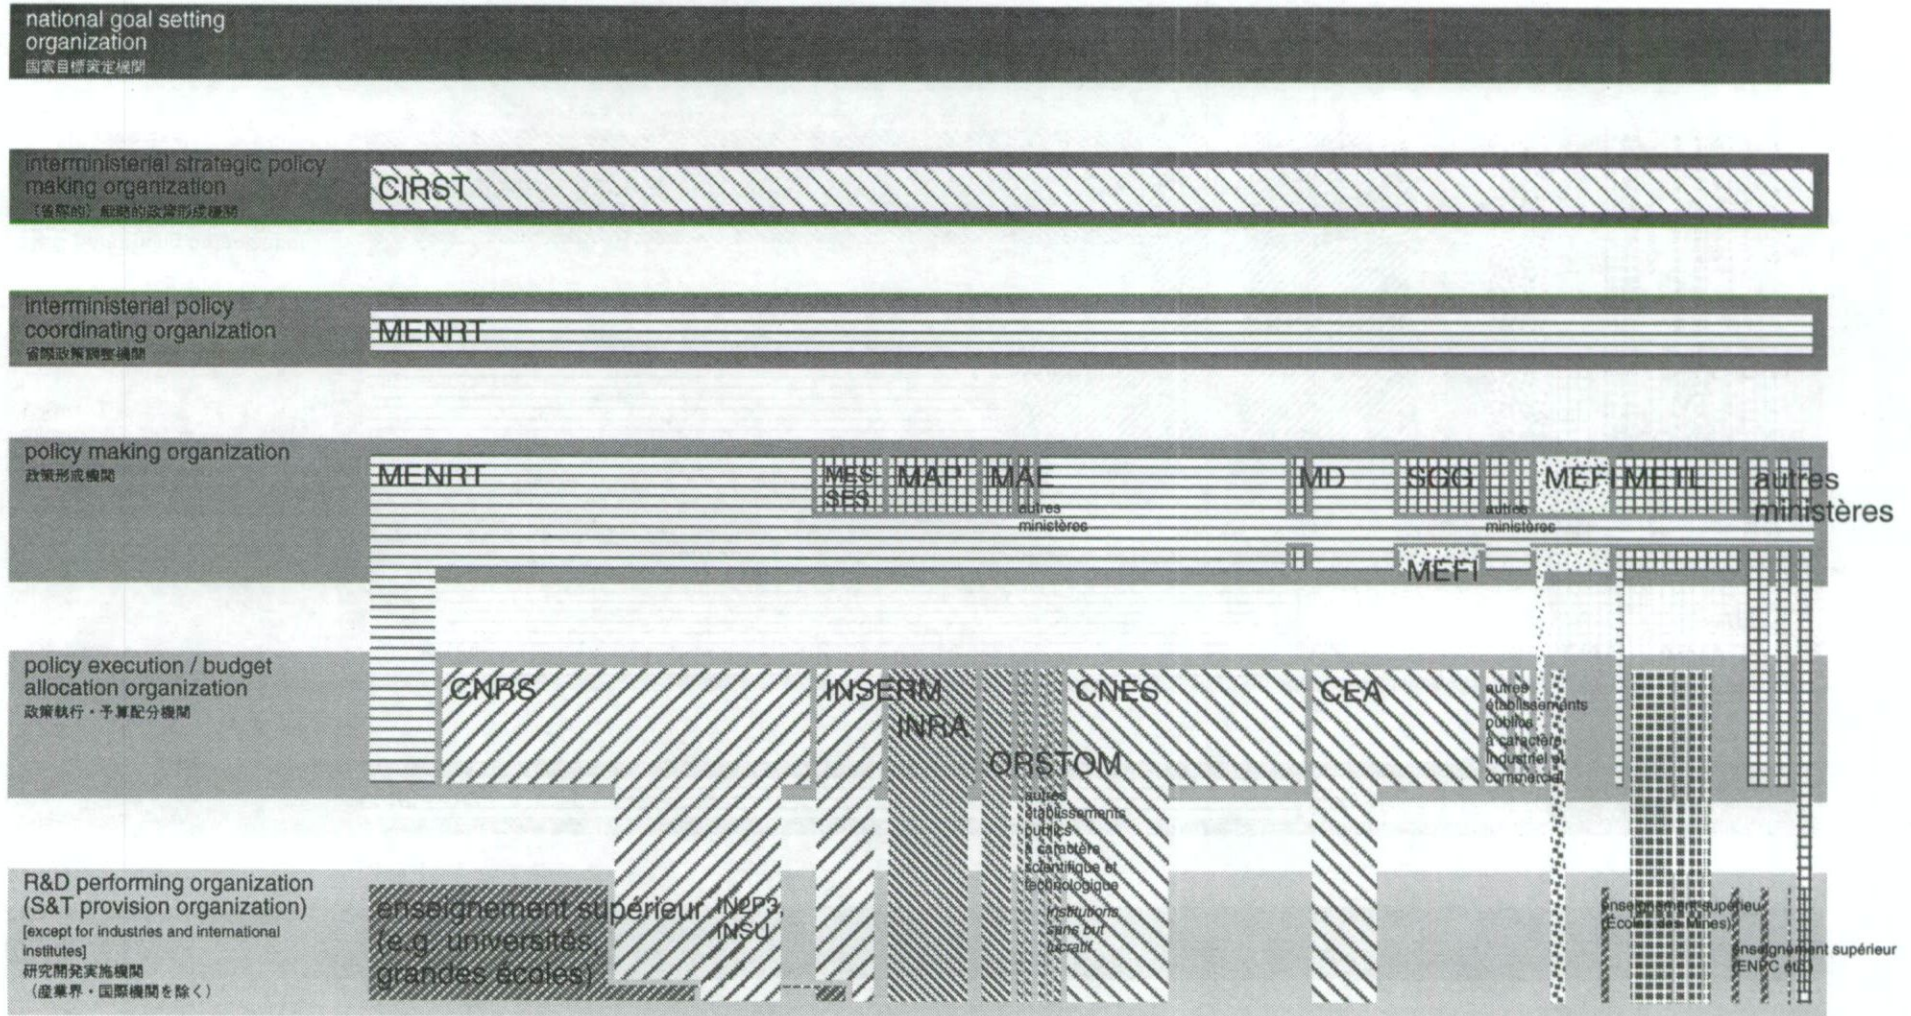 national goal setting
organization
国家目標策定機関
interministerial strategic policy
making organization
（省際的）戦略的政策形成機関
CIRST
interministerial policy
coordinating organization
省際政策調整機関
MENRT
policy making organization
政策形成機関
MENRT
MES
SES
MAP
MAE
autres
ministères
MD
SGG
autres
ministères
MEFI
METL
autres
ministères
MEFI
policy execution / budget
allocation organization
政策執行・予算配分機関
CNRS
INSERM
INRA
ORSTOM
CNES
CEA
autres
établissements
publics
à caractère
industriel et
commercial
autres
établissements
publics
à caractère
scientifique et
technologique
institutions
sans but
lucratif
R&D performing organization
(S&T provision organization)
[except for industries and international
institutes]
研究開発実施機関
（産業界・国際機関を除く）
enseignement supérieur
(e.g. universités,
grandes écoles)
IN2P3,
INSU
enseignement supérieu
(Écoles des Mines)
enseignement supérieur
(ENPC etc.)